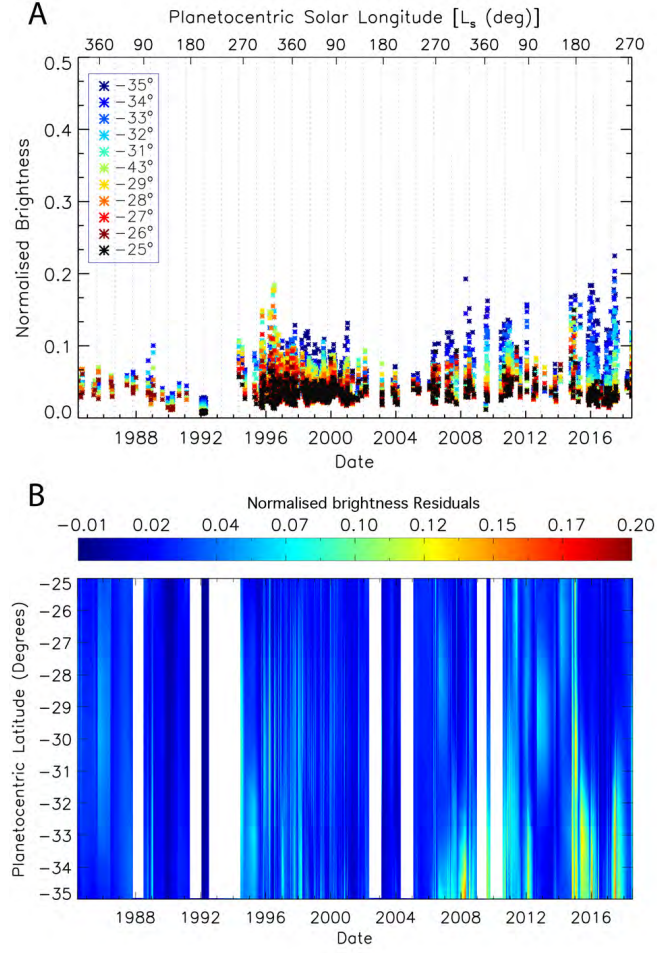 A
Planetocentric Solar Longitude [Ls (deg)]
360 90 180 270 360 90 180 270 360 90 180 270
0.5
0.4
0.3
0.2
0.1
0.0
Normalised Brightness
−35°
−34°
−33°
−32°
−31°
−43°
−29°
−28°
−27°
−26°
−25°
1988 1992 1996 2000 2004 2008 2012 2016
Date
B
Normalised brightness Residuals
−0.01 0.02 0.04 0.07 0.10 0.12 0.15 0.17 0.20
Planetocentric Latitude (Degrees)
−25
−26
−27
−28
−29
−30
−31
−32
−33
−34
−35
1988 1992 1996 2000 2004 2008 2012 2016
Date